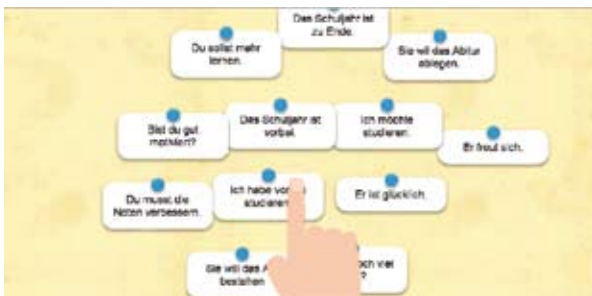 Das Schuljahr ist
zu Ende.
Du sollst mehr
lernen.
Sie will das Abitur
ablegen.
Bist du gut
motiviert?
Das Schuljahr ist
vorbei.
Ich möchte
studieren.
Er freut sich.
Du musst die
Noten verbessern.
Ich habe vor
studieren
Er ist glücklich.
Sie will das
bestehen
viel
?